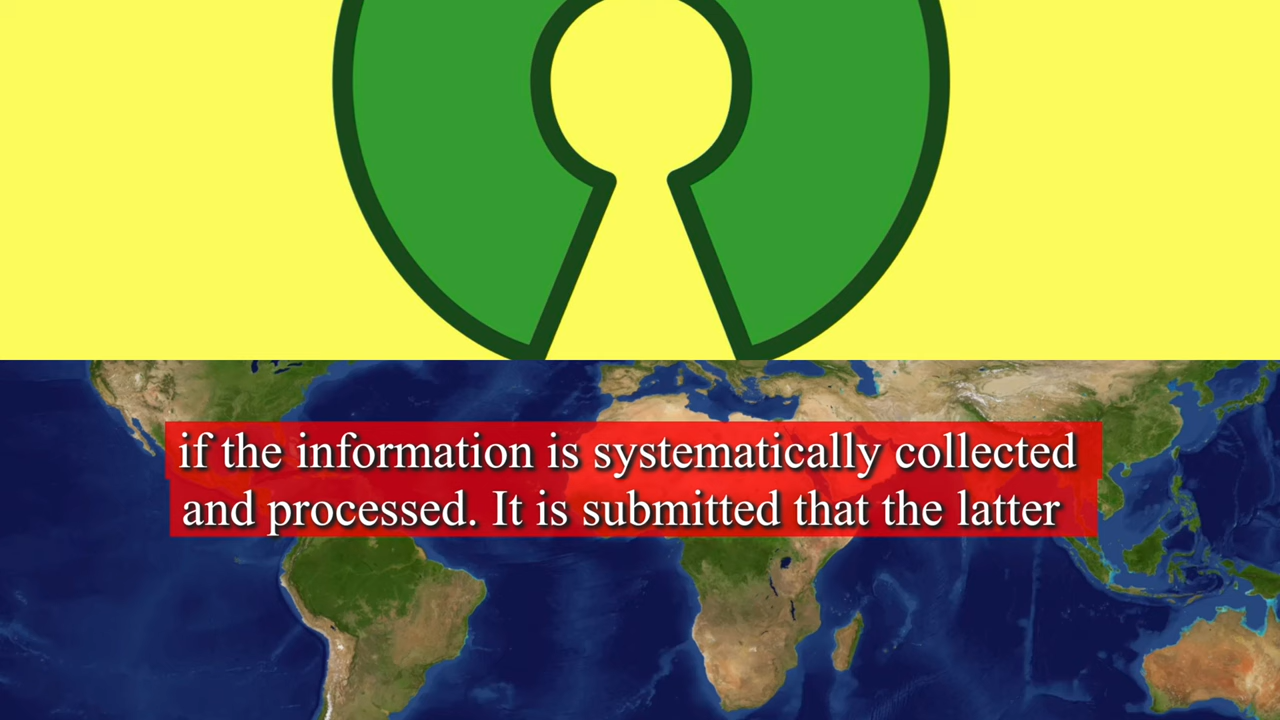 if the information is systematically collected
and processed. It is submitted that the latter